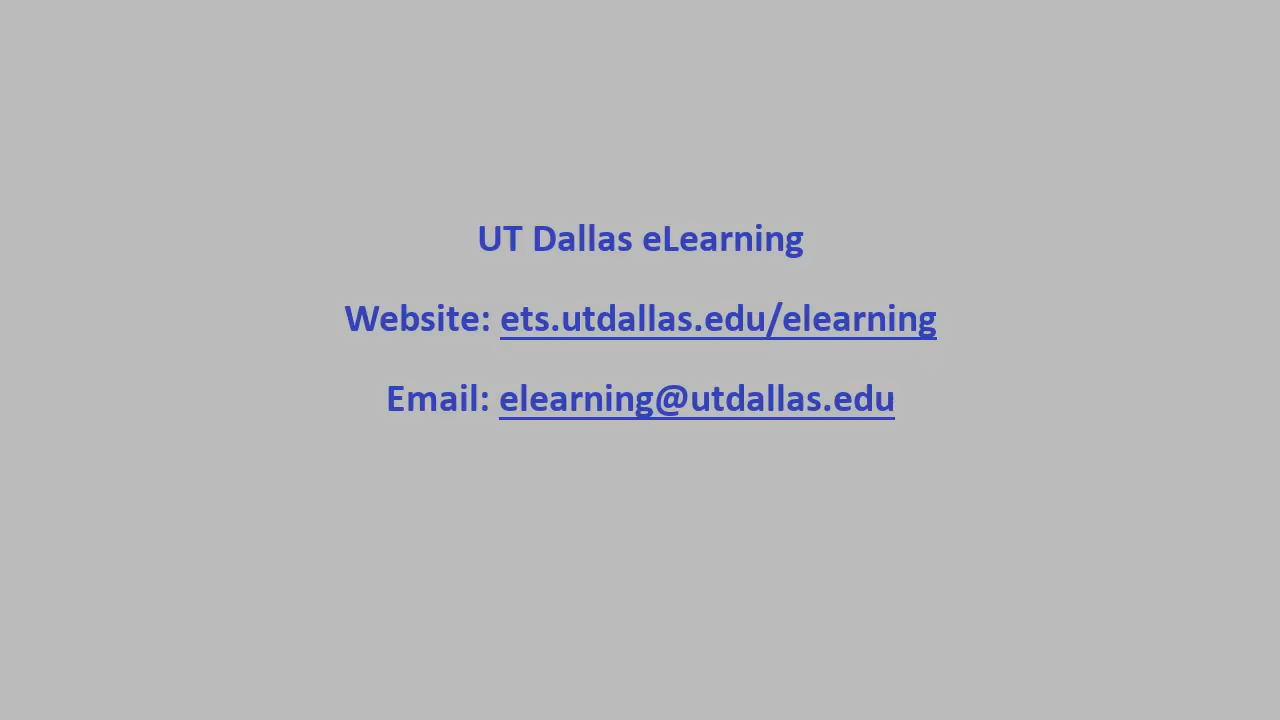 UT Dallas eLearning
Website: ets.utdallas.edu/elearning
Email: elearning@utdallas.edu